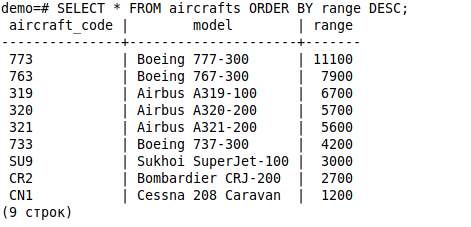 demo=# SELECT * FROM aircrafts ORDER BY range DESC;
 aircraft_code |        model        | range
---------------+---------------------+-------
 773           | Boeing 777-300      | 11100
 763           | Boeing 767-300      |  7900
 319           | Airbus A319-100     |  6700
 320           | Airbus A320-200     |  5700
 321           | Airbus A321-200     |  5600
 733           | Boeing 737-300      |  4200
 SU9           | Sukhoi SuperJet-100 |  3000
 CR2           | Bombardier CRJ-200  |  2700
 CN1           | Cessna 208 Caravan  |  1200
(9 строк)